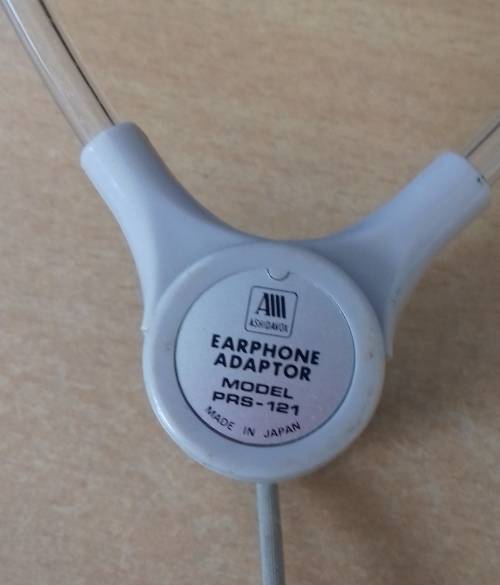 ASHIDAVOX
EARPHONE
ADAPTOR
MODEL
PRS-121
MADE IN JAPAN